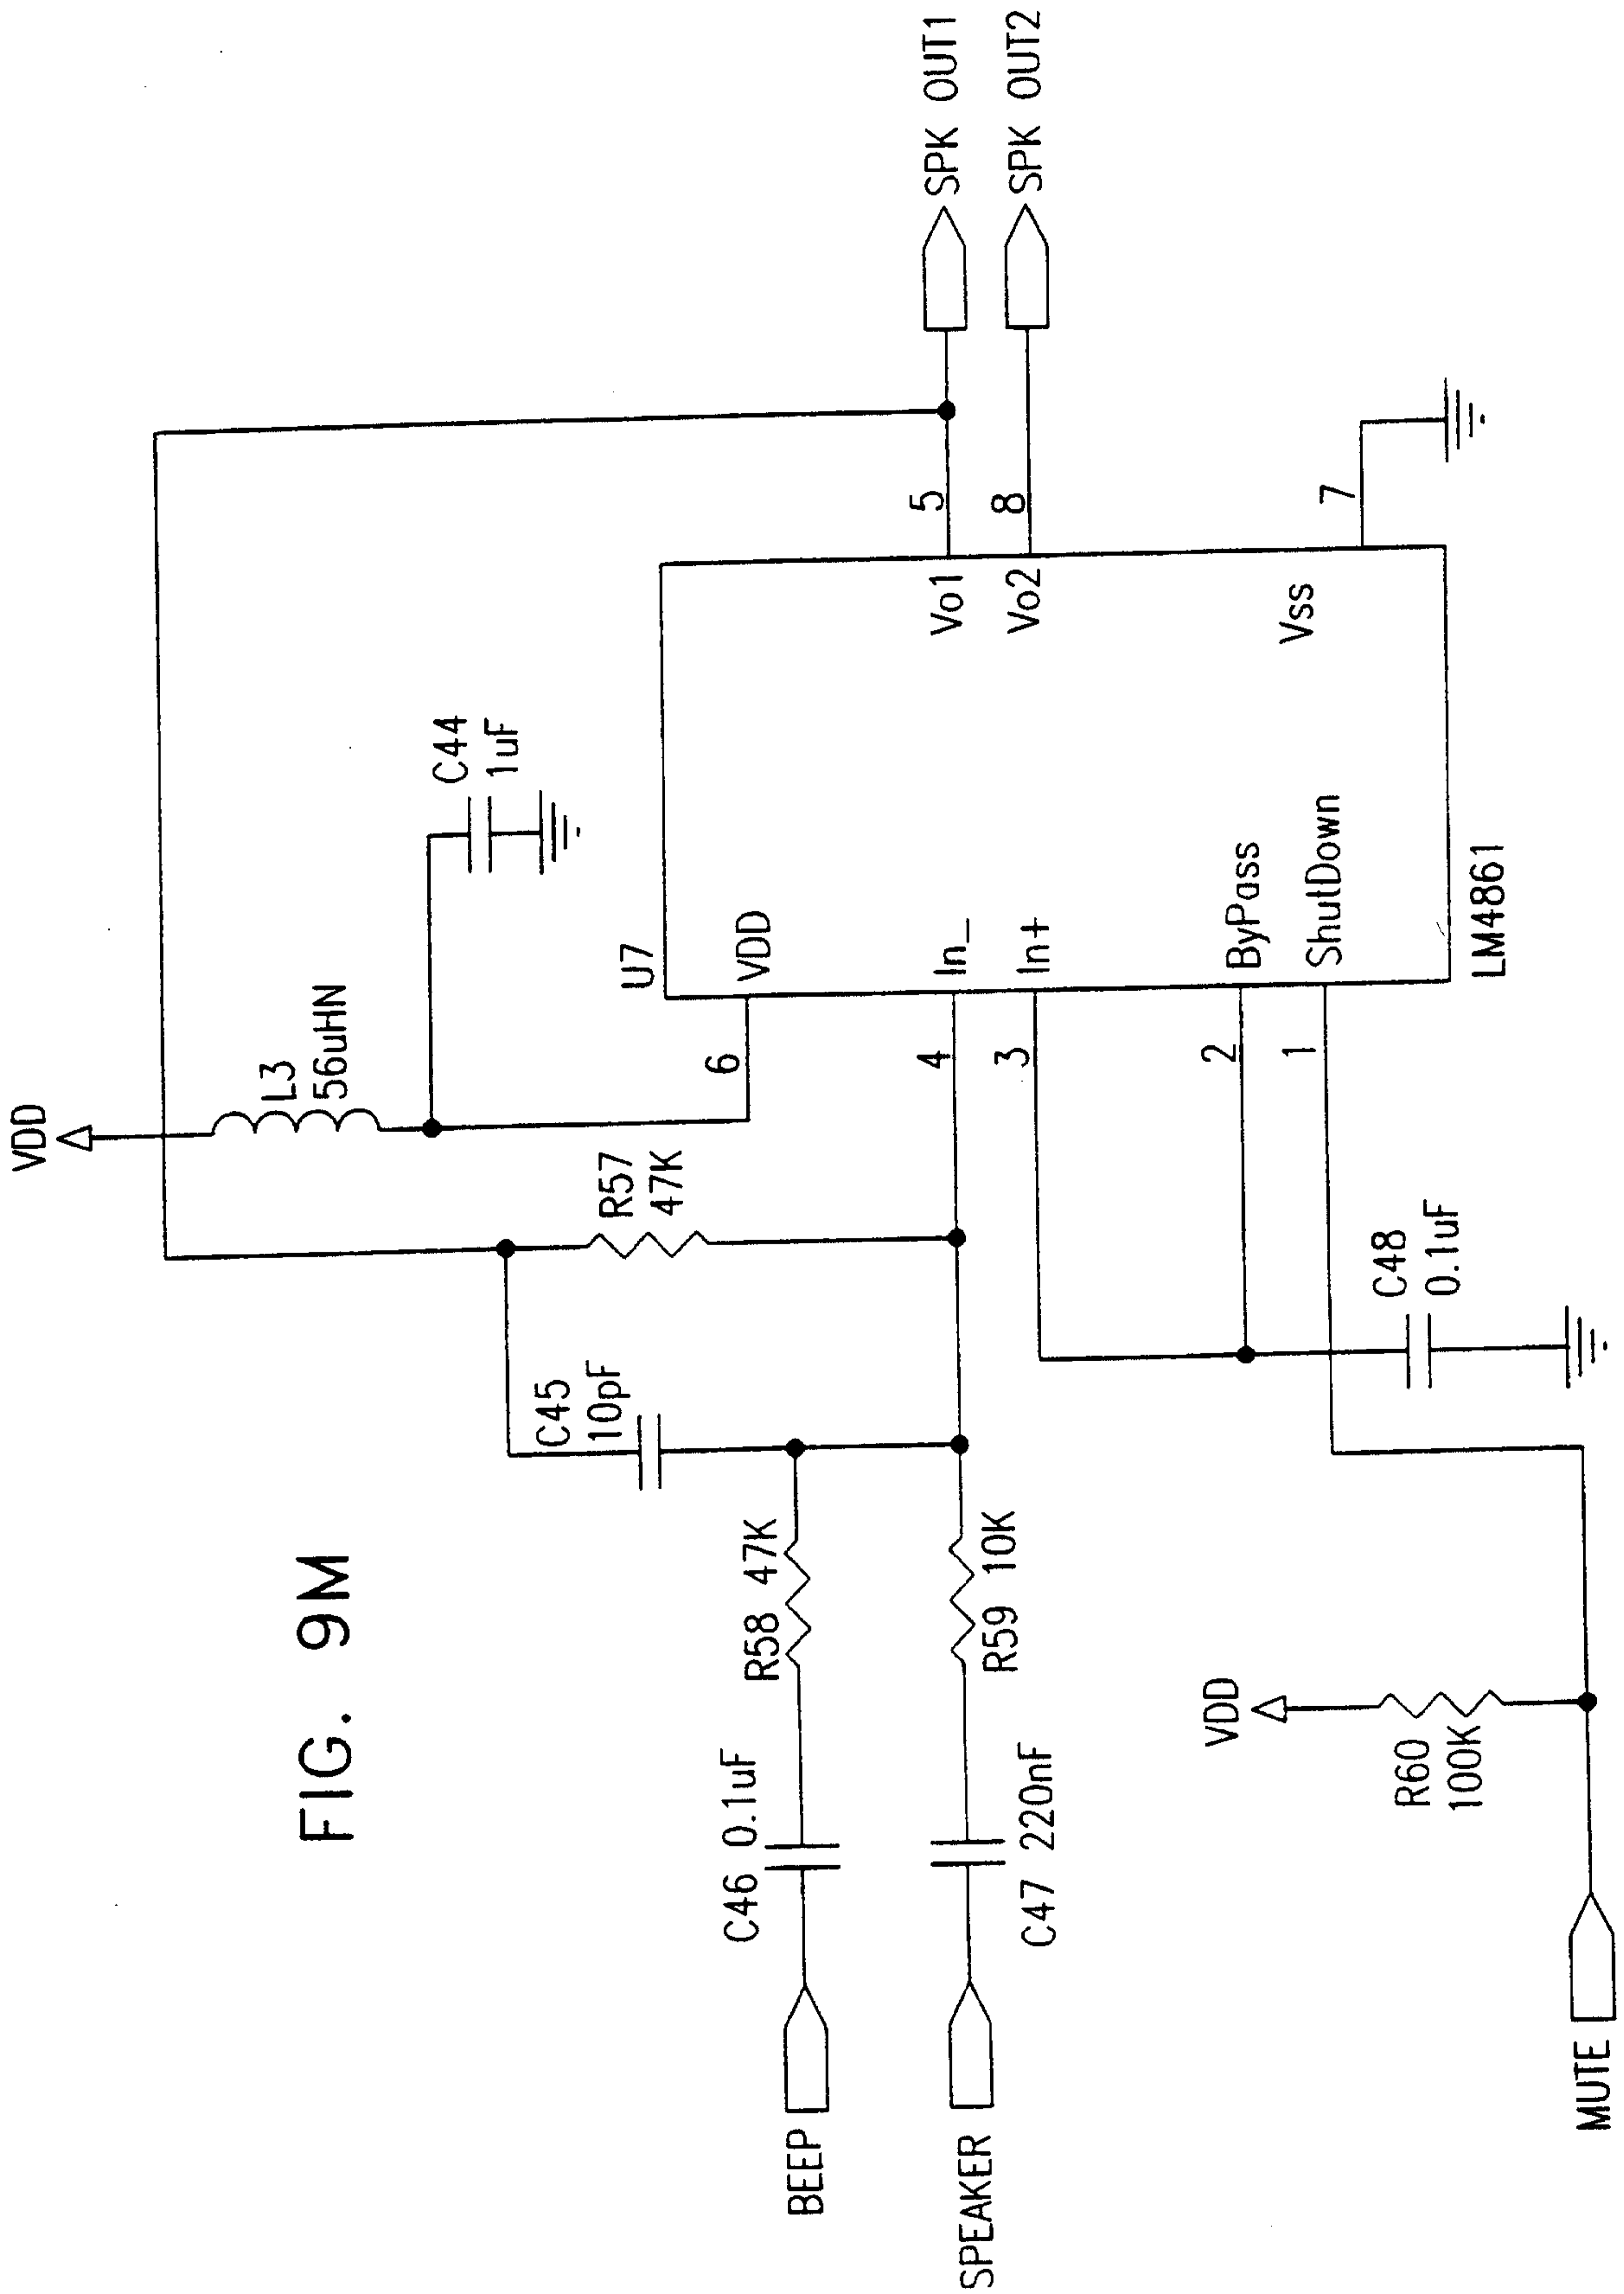 FIG. 9M
VDD
L3
56uHN
C44
1uF
R57
47K
C45
10pF
BEEP
C46 0.1uF
R58 47K
SPEAKER
C47 220nF
R59 10K
U7
VDD
In_
In+
ByPass
ShutDown
Vo1
Vo2
Vss
LM4861
6
4
3
2
1
5
8
7
SPK OUT1
SPK OUT2
C48
0.1uF
VDD
R60
100K
MUTE